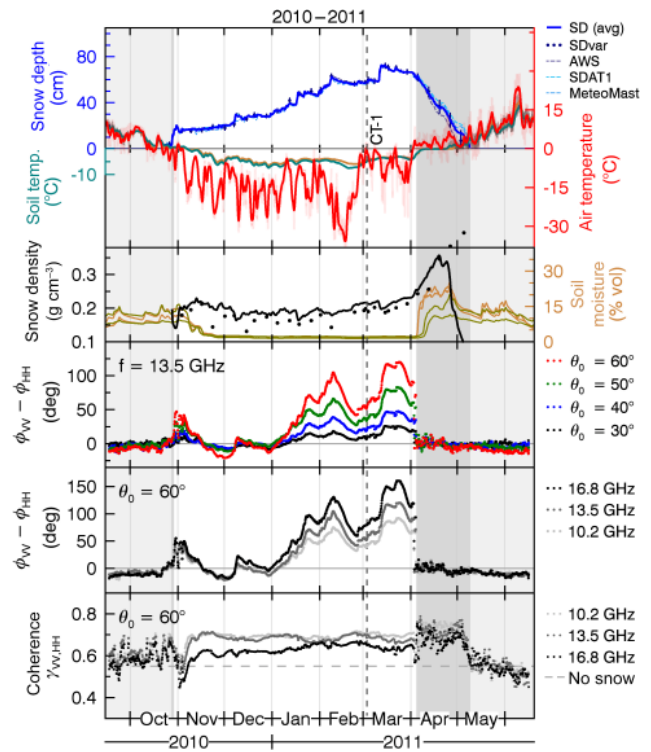 2010−2011
SD (avg)
SDvar
AWS
SDAT1
MeteoMast
Snow depth
(cm)
80
40
0
Soil temp.
(°C)
-10
CT-1
15
0
-15
-30
Air temperature
(°C)
Snow density
(g cm⁻³)
0.3
0.2
0.1
30
15
0
Soil
moisture
(% vol)
f = 13.5 GHz
ϕVV − ϕHH
(deg)
100
50
0
θ₀ = 60°
θ₀ = 50°
θ₀ = 40°
θ₀ = 30°
θ₀ = 60°
ϕVV − ϕHH
(deg)
150
100
50
0
16.8 GHz
13.5 GHz
10.2 GHz
θ₀ = 60°
Coherence
γVV,HH
0.8
0.6
0.4
10.2 GHz
13.5 GHz
16.8 GHz
No snow
Oct Nov Dec Jan Feb Mar Apr May
2010 2011